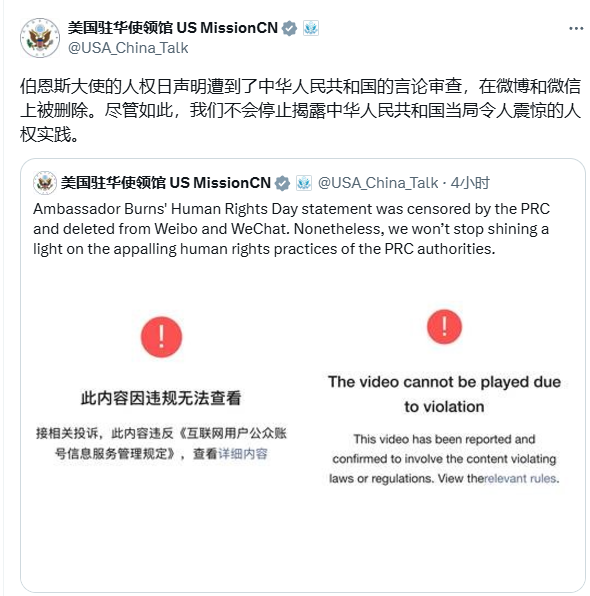 美国驻华使领馆 US MissionCN
@USA_China_Talk
伯恩斯大使的人权日声明遭到了中华人民共和国的言论审查，在微博和微信
上被删除。尽管如此，我们不会停止揭露中华人民共和国当局令人震惊的人
权实践。
美国驻华使领馆 US MissionCN @USA_China_Talk · 4小时
Ambassador Burns' Human Rights Day statement was censored by the PRC
and deleted from Weibo and WeChat. Nonetheless, we won't stop shining a
light on the appalling human rights practices of the PRC authorities.
此内容因违规无法查看
接相关投诉，此内容违反《互联网用户公众账
号信息服务管理规定》，查看详细内容
The video cannot be played due
to violation
This video has been reported and
confirmed to involve the content violating
laws or regulations. View therelevant rules.